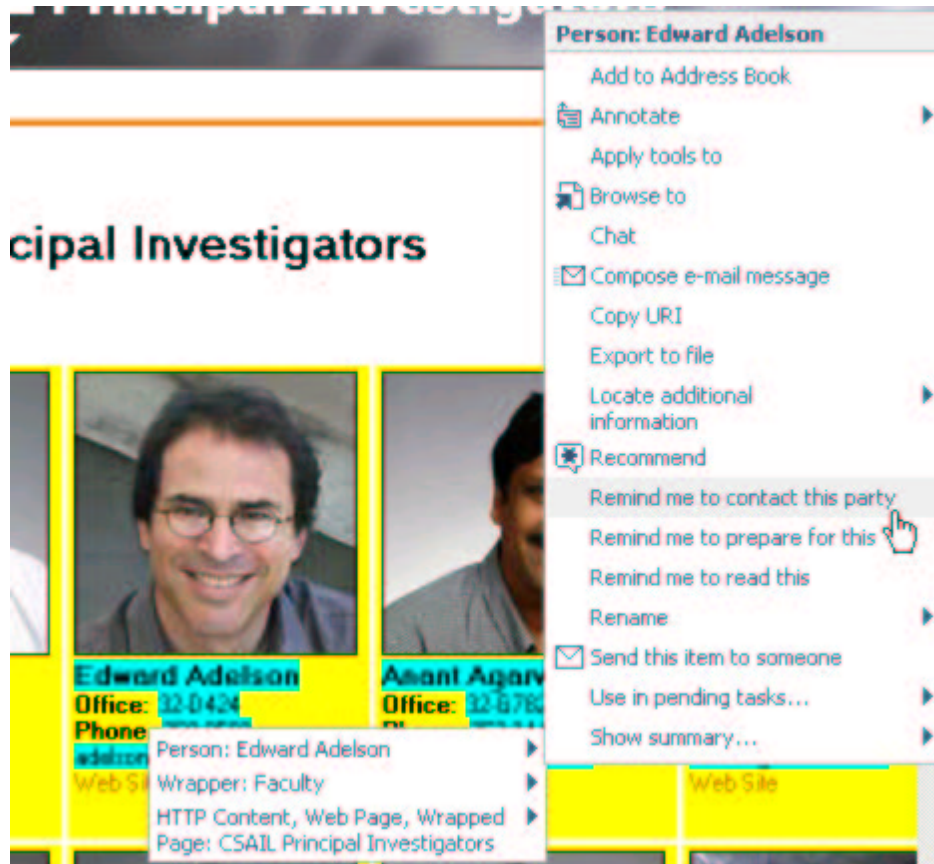 Principal Investigators
cipal Investigators
Edward Adelson
Office: 32-D424
Phone
Web
Anant
Office:
Web Site
Person: Edward Adelson
Add to Address Book
Annotate
Apply tools to
Browse to
Chat
Compose e-mail message
Copy URI
Export to file
Locate additional
information
Recommend
Remind me to contact this party
Remind me to prepare for this
Remind me to read this
Rename
Send this item to someone
Use in pending tasks...
Show summary...
Person: Edward Adelson
Wrapper: Faculty
HTTP Content, Web Page, Wrapped
Page: CSAIL Principal Investigators